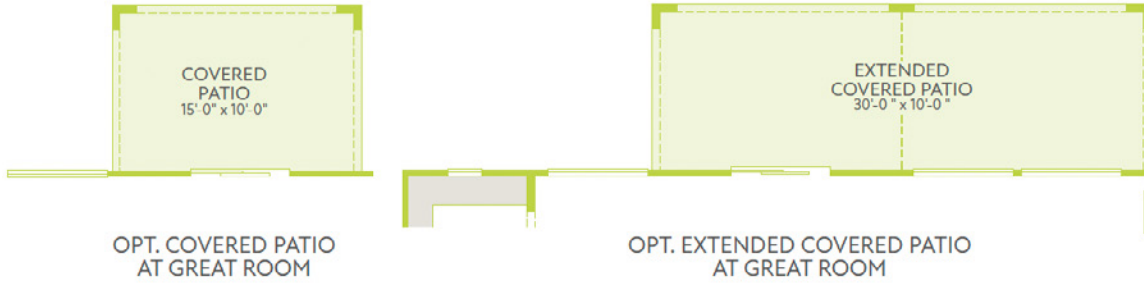 COVERED
PATIO
15'-0" x 10'-0"
OPT. COVERED PATIO
AT GREAT ROOM
EXTENDED
COVERED PATIO
30'-0 " x 10'-0 "
OPT. EXTENDED COVERED PATIO
AT GREAT ROOM